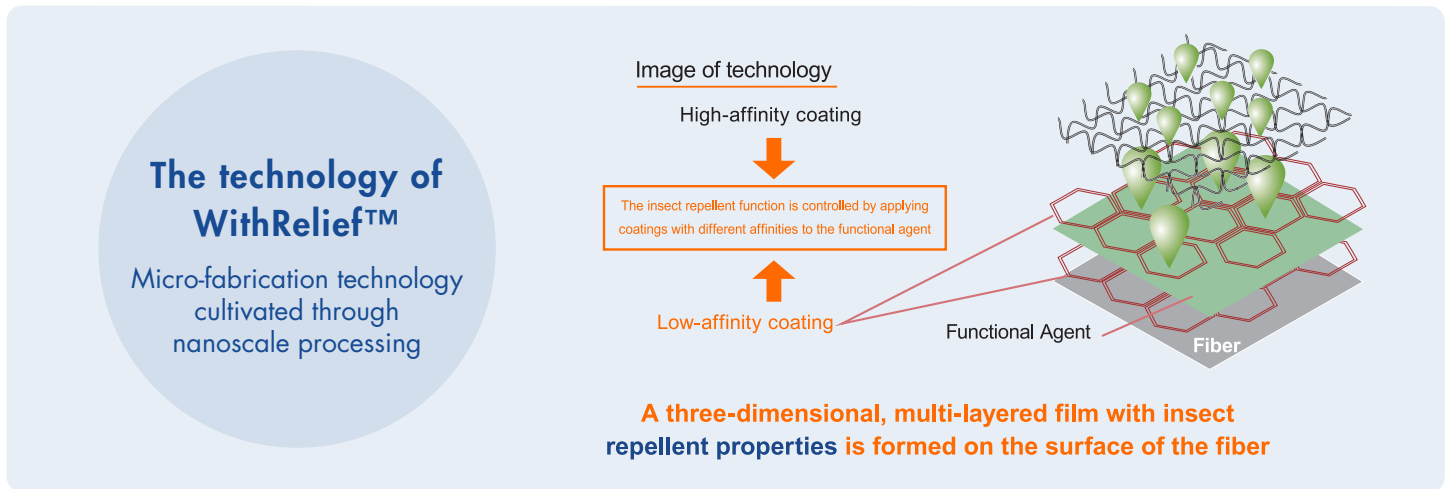 The technology of
WithRelief™
Micro-fabrication technology
cultivated through
nanoscale processing
Image of technology
High-affinity coating
The insect repellent function is controlled by applying
coatings with different affinities to the functional agent
Low-affinity coating
Functional Agent
Fiber
A three-dimensional, multi-layered film with insect
repellent properties is formed on the surface of the fiber